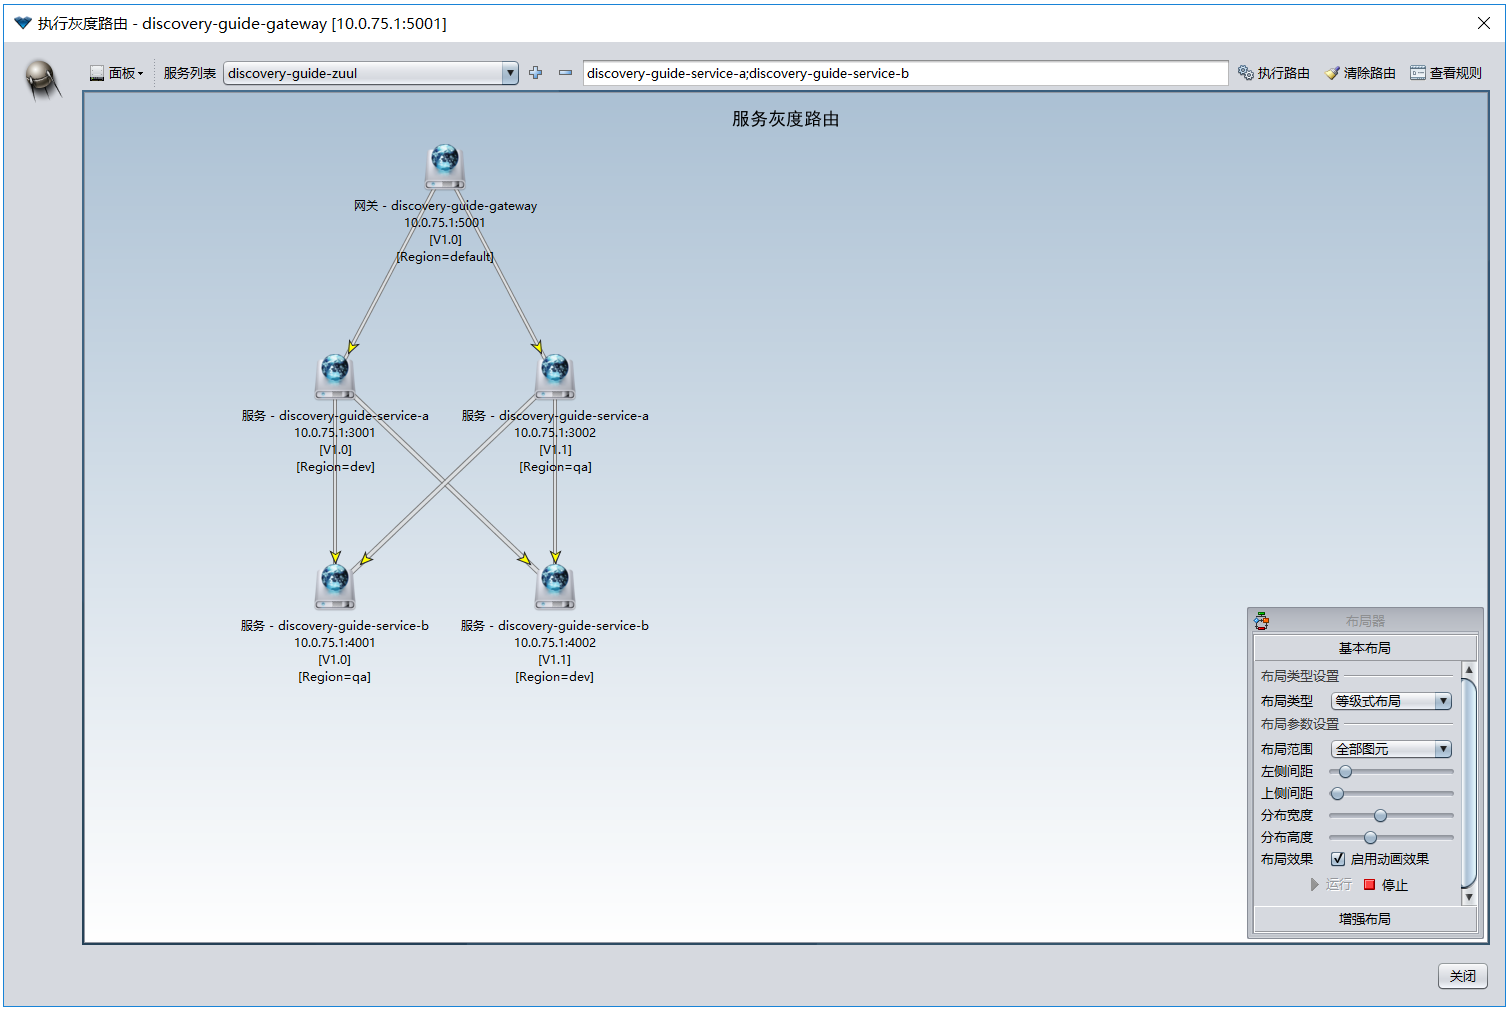 执行灰度路由 - discovery-guide-gateway [10.0.75.1:5001]
面板 服务列表 discovery-guide-zuul discovery-guide-service-a;discovery-guide-service-b 执行路由 清除路由 查看规则
服务灰度路由
网关 - discovery-guide-gateway
10.0.75.1:5001
[V1.0]
[Region=default]
服务 - discovery-guide-service-a
10.0.75.1:3001
[V1.0]
[Region=dev]
服务 - discovery-guide-service-a
10.0.75.1:3002
[V1.1]
[Region=qa]
服务 - discovery-guide-service-b
10.0.75.1:4001
[V1.0]
[Region=qa]
服务 - discovery-guide-service-b
10.0.75.1:4002
[V1.1]
[Region=dev]
布局器
基本布局
布局类型设置
布局类型 等级式布局
布局参数设置
布局范围 全部图元
左侧间距
上侧间距
分布宽度
分布高度
布局效果 启用动画效果
运行 停止
增强布局
关闭